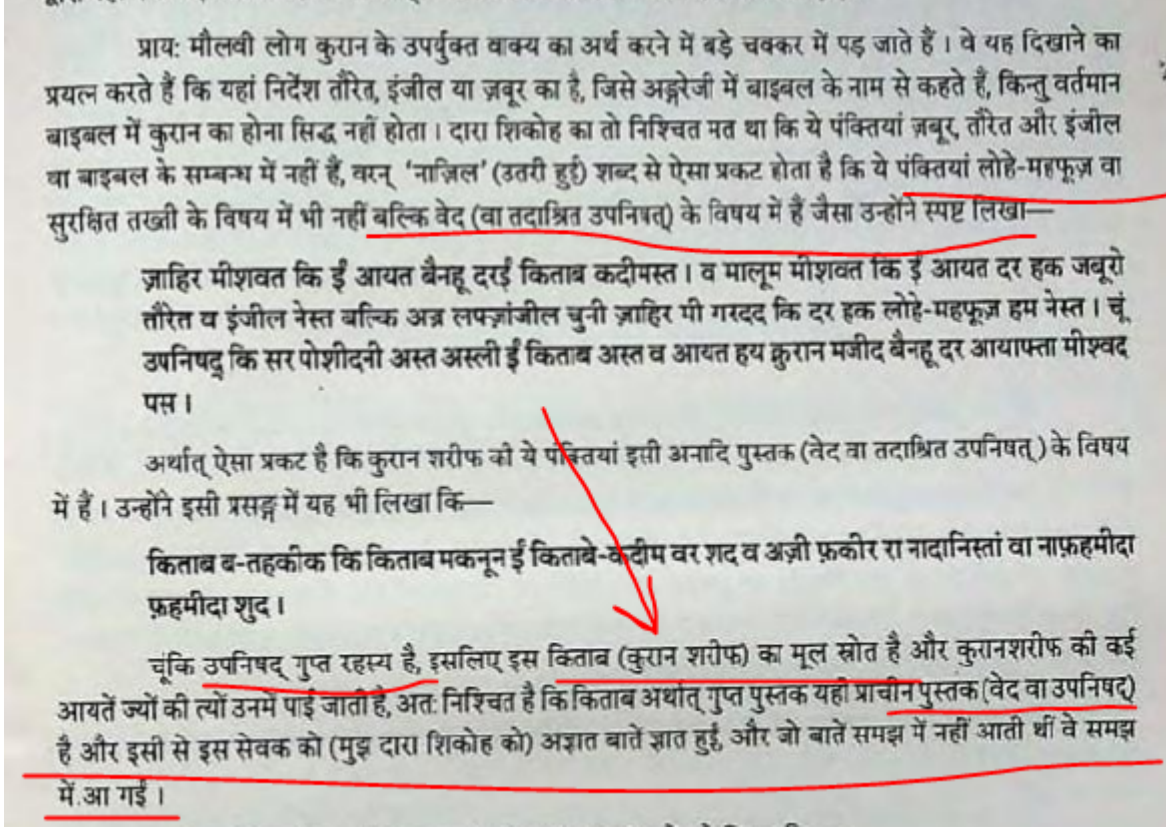 प्राय: मौलवी लोग कुरान के उपर्युक्त वाक्य का अर्थ करने में बड़े चक्कर में पड़ जाते हैं । वे यह दिखाने का
प्रयत्न करते हैं कि यहां निर्देश तौरेत, इंजील या ज़बूर का है, जिसे अङ्गरेजी में बाइबल के नाम से कहते हैं, किन्तु वर्तमान
बाइबल में कुरान का होना सिद्ध नहीं होता । दारा शिकोह का तो निश्चित मत था कि ये पंक्तियां ज़बूर, तौरेत और इंजील
वा बाइबल के सम्बन्ध में नहीं हैं, वरन् 'नाज़िल' (उतरी हुई) शब्द से ऐसा प्रकट होता है कि ये पंक्तियां लोहे-महफूज़ वा
सुरक्षित तख्ती के विषय में भी नहीं बल्कि वेद (वा तदाश्रित उपनिषत्) के विषय में हैं जैसा उन्होंने स्पष्ट लिखा—
ज़ाहिर मीशवत कि ईं आयत बैनहू दरईं किताब कदीमस्त । व मालूम मीशवत कि ईं आयत दर हक जबूरो
तौरेत व इंजील नेस्त बल्कि अज़ लफ्ज़ांजील चुनी ज़ाहिर मी गरदद कि दर हक लोहे-महफूज़ हम नेस्त । चूं
उपनिषद् कि सर पोशीदनी अस्त अस्ली ईं किताब अस्त व आयत हय क़ुरान मजीद बैनहू दर आयाफ्ता मीश्वद
पस ।
अर्थात् ऐसा प्रकट है कि कुरान शरीफ की ये पंक्तियां इसी अनादि पुस्तक (वेद वा तदाश्रित उपनिषत् ) के विषय
में हैं । उन्होंने इसी प्रसङ्ग में यह भी लिखा कि—
किताब ब-तहकीक कि किताब मकनून ईं किताबे-कदीम वर शद व अज़ी फ़कीर रा नादानिस्तां वा नाफ़हमीदा
फ़हमीदा शुद ।
चूंकि उपनिषद् गुप्त रहस्य है, इसलिए इस किताब (कुरान शरीफ) का मूल स्रोत है और कुरानशरीफ की कई
आयतें ज्यों की त्यों उनमें पाई जाती है, अत: निश्चित है कि किताब अर्थात् गुप्त पुस्तक यही प्राचीन पुस्तक (वेद वा उपनिषद्)
है और इसी से इस सेवक को (मुझ दारा शिकोह को) अज्ञात बातें ज्ञात हुईं, और जो बातें समझ में नहीं आती थीं वे समझ
में आ गईं ।